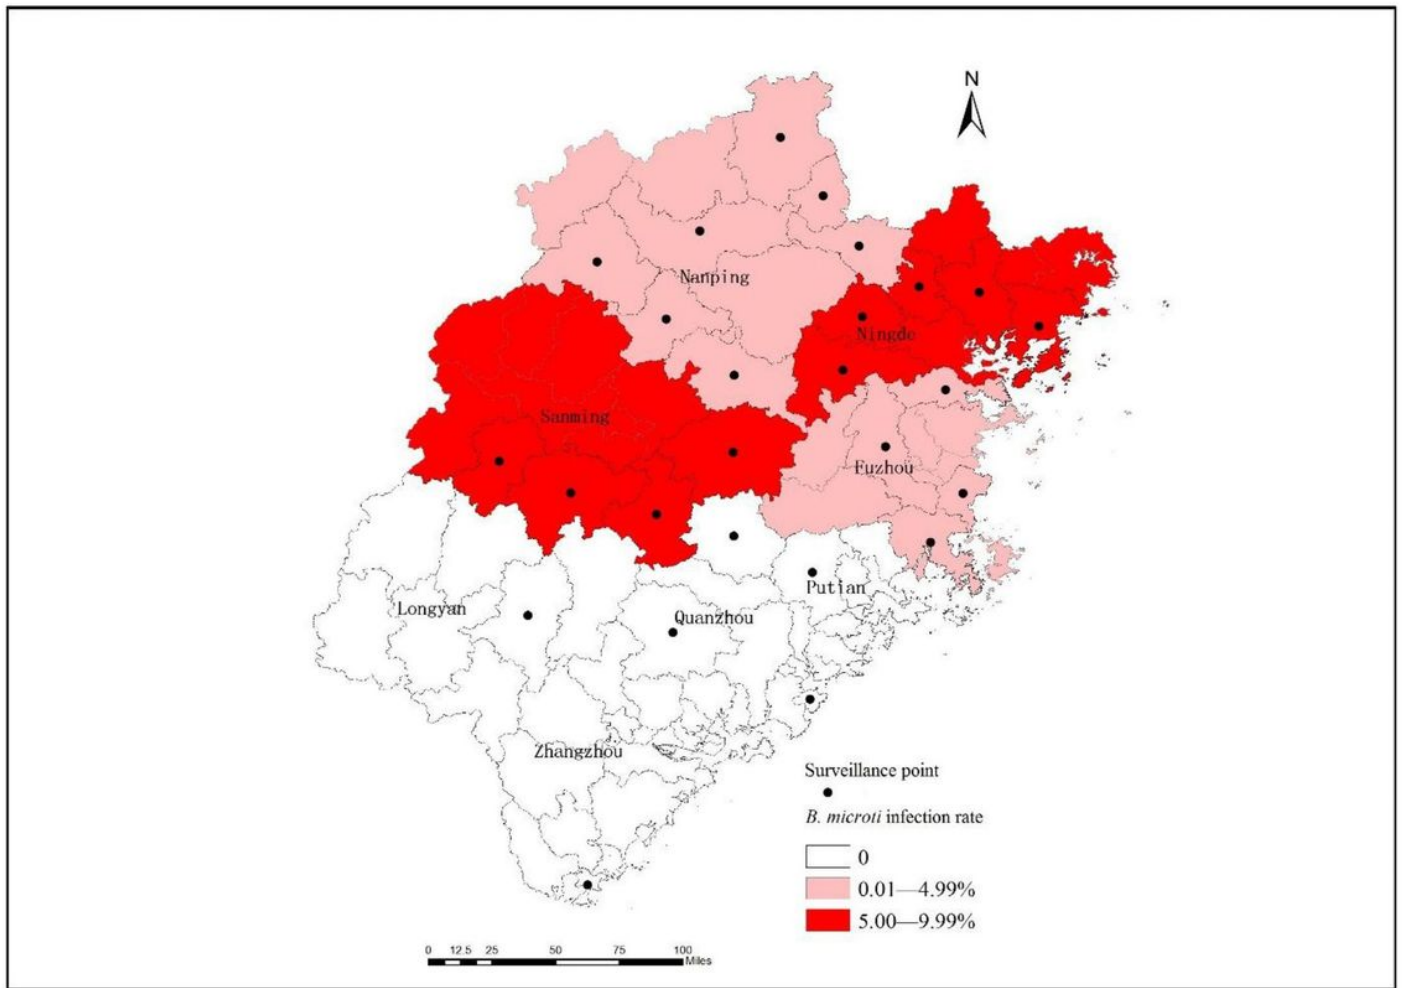 N
Nanping
Ningde
Sanming
Fuzhou
Putian
Longyan
Quanzhou
Zhangzhou
Surveillance point
B. microti infection rate
0
0.01—4.99%
5.00—9.99%
0 12.5 25 50 75 100
Miles